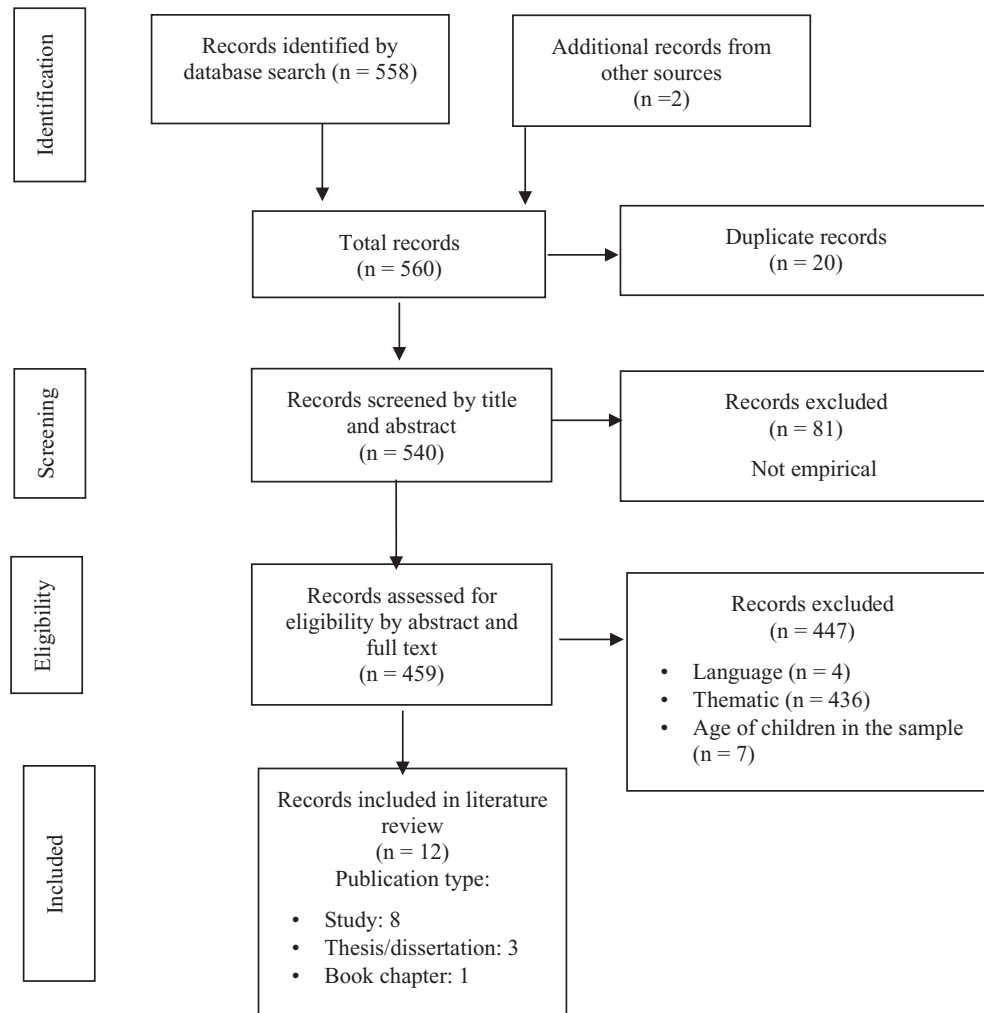 Identification
Records identified by
database search (n = 558)
Additional records from
other sources
(n =2)
Total records
(n = 560)
Duplicate records
(n = 20)
Screening
Records screened by title
and abstract
(n = 540)
Records excluded
(n = 81)
Not empirical
Eligibility
Records assessed for
eligibility by abstract and
full text
(n = 459)
Records excluded
(n = 447)
• Language (n = 4)
• Thematic (n = 436)
• Age of children in the sample
(n = 7)
Included
Records included in literature
review
(n = 12)
Publication type:
• Study: 8
• Thesis/dissertation: 3
• Book chapter: 1